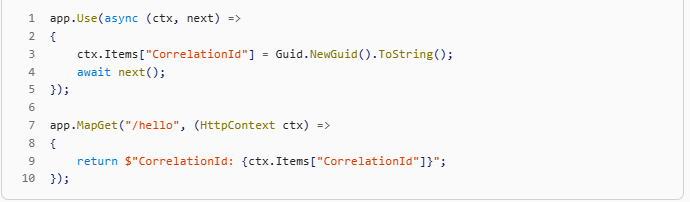 1 app.Use(async (ctx, next) =>
2 {
3     ctx.Items["CorrelationId"] = Guid.NewGuid().ToString();
4     await next();
5 });
6
7 app.MapGet("/hello", (HttpContext ctx) =>
8 {
9     return $"CorrelationId: {ctx.Items["CorrelationId"]}";
10 });